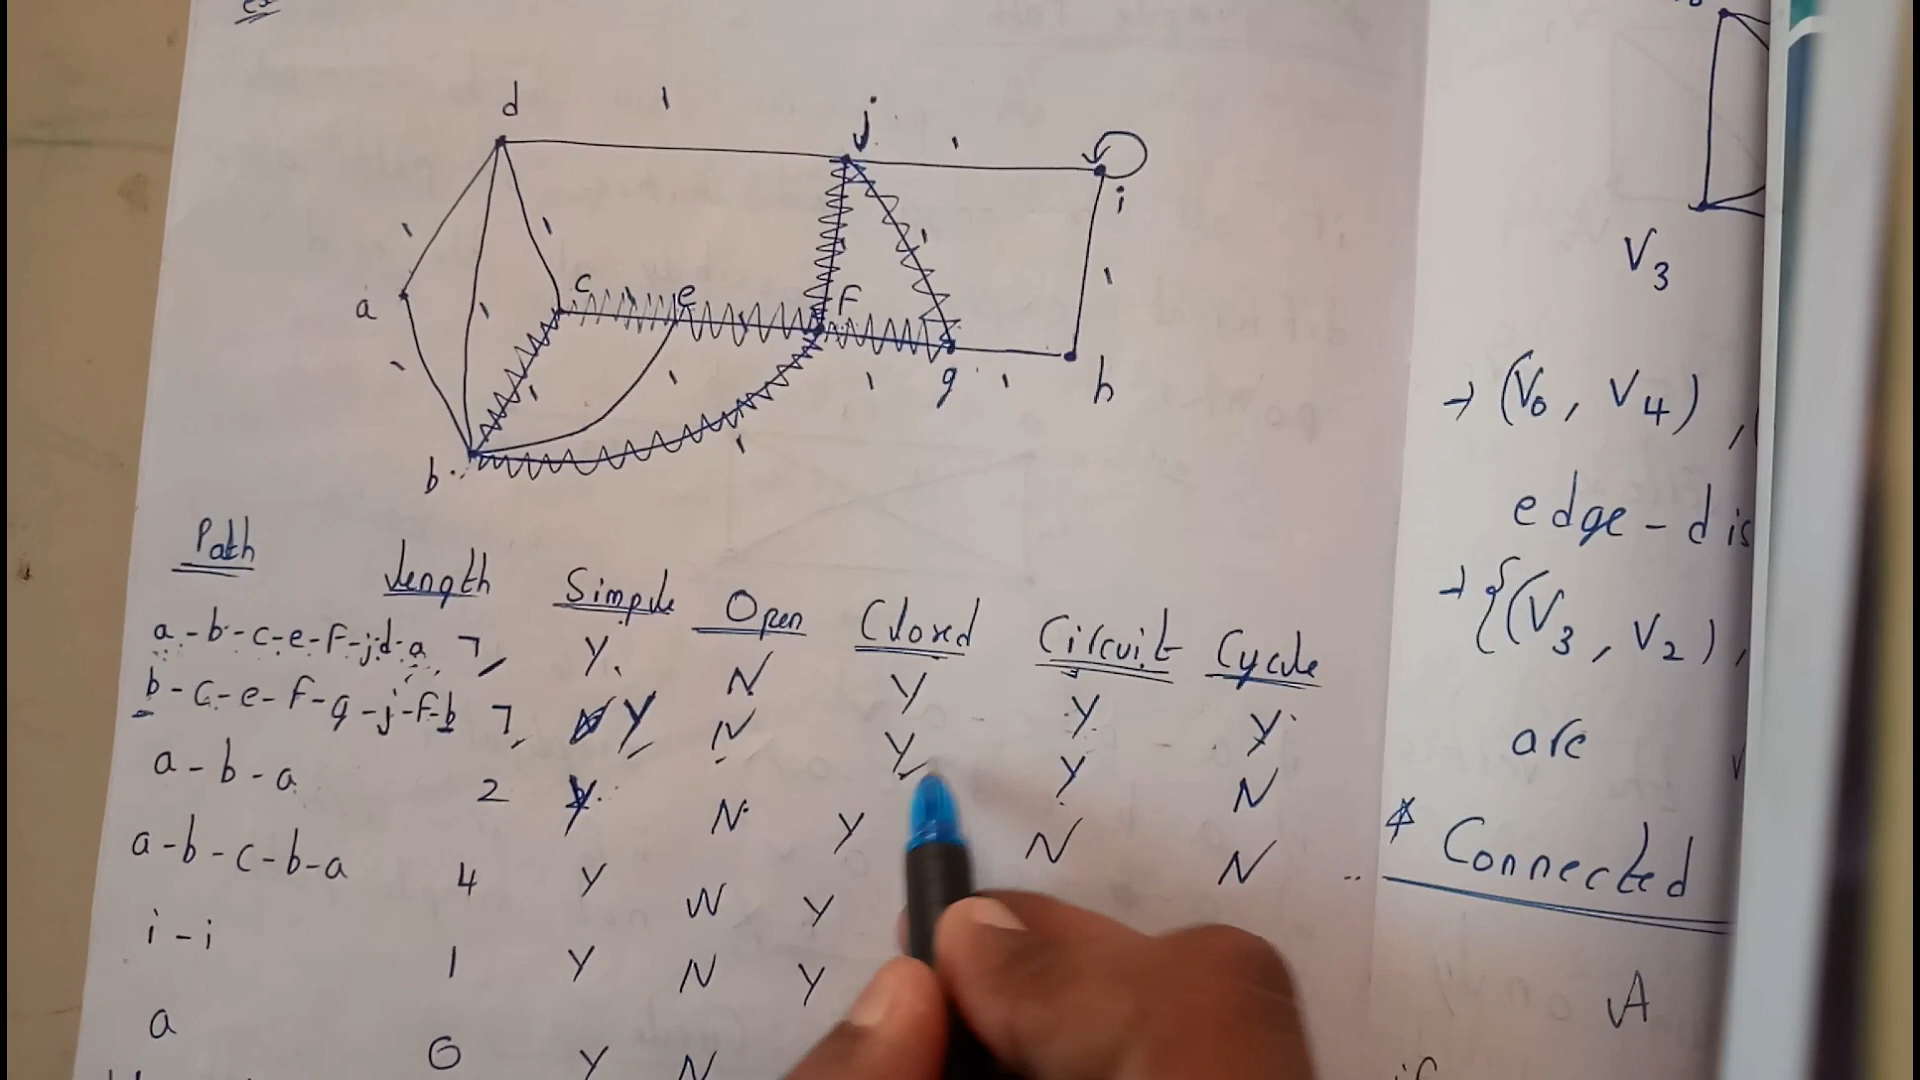 d
j
i
a
c
e
f
g
h
b
Path Length Simple Open Closed Circuit Cycle
a-b-c-e-f-j-d-a 7 Y N Y Y Y
b-c-e-f-g-j-f-b 7 Y N Y Y N
a-b-a 2 Y N Y N N
a-b-c-b-a 4 Y N Y
i-i 1 Y N Y
a 0 Y N
V3
→ (V0, V4),
edge-dis
→ {(V3, V2),
are
* Connected
A
if